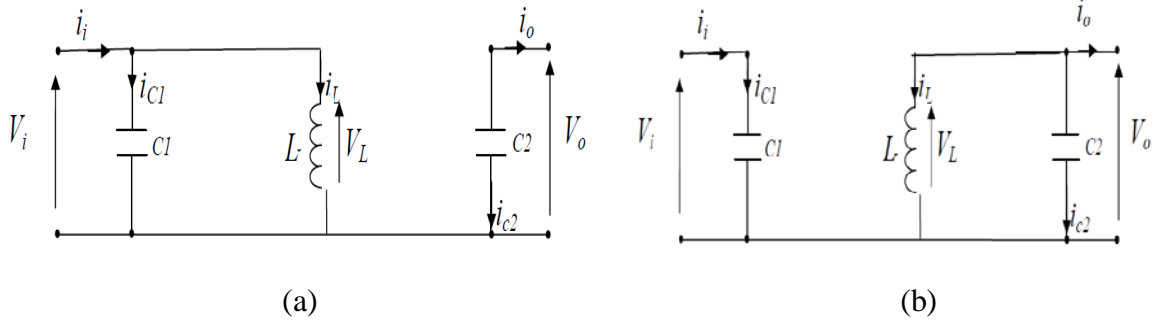 i_i
i_o
i_C1
i_L
V_i
C1
L
V_L
C2
V_o
i_c2
(a)
i_i
i_o
i_C1
i_L
V_i
C1
L
V_L
C2
V_o
i_c2
(b)